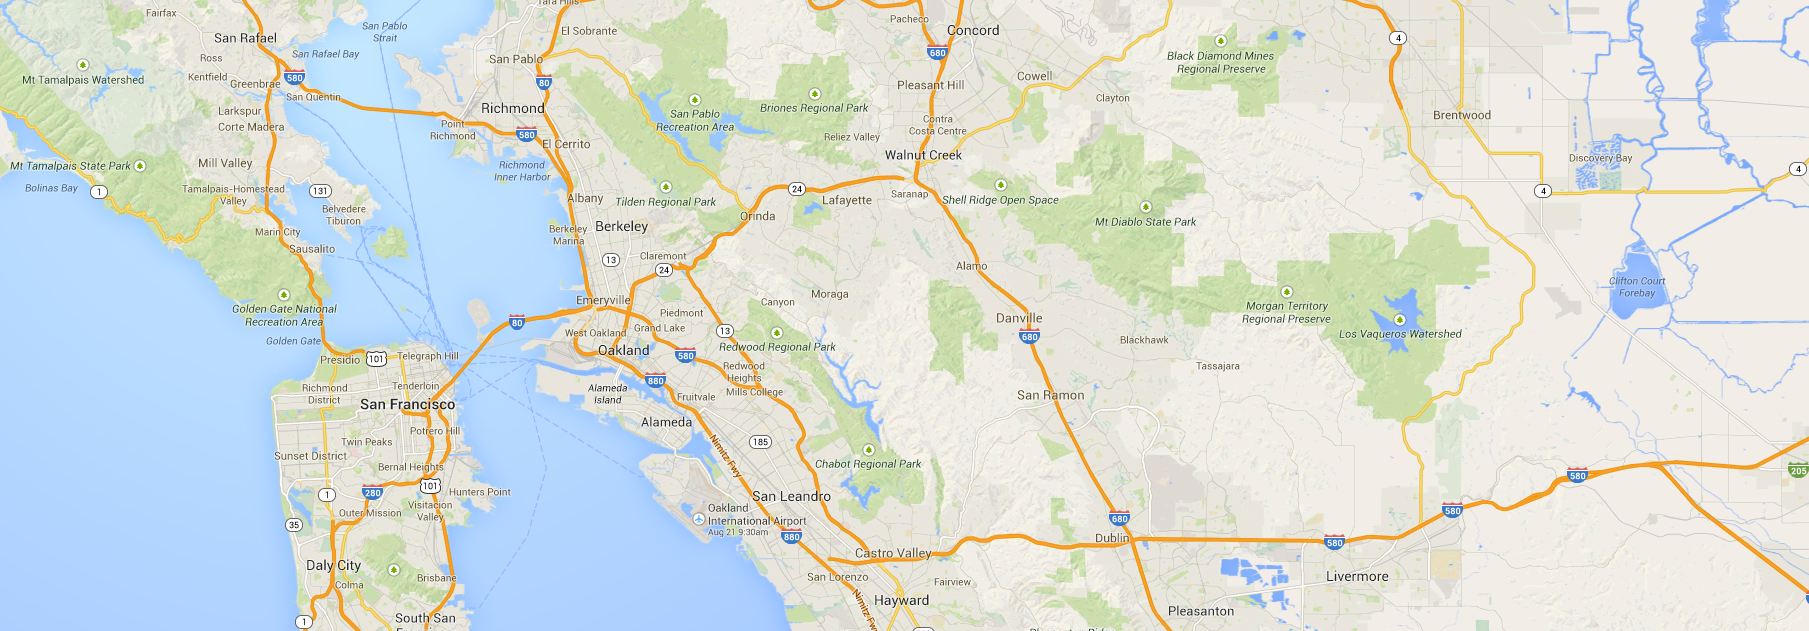 Fairfax
San Rafael
Ross
Kentfield
Greenbrae
Mt Tamalpais Watershed
San Pablo
Strait
San Rafael Bay
580
San Quentin
Larkspur
Corte Madera
Mill Valley
Mt Tamalpais State Park
Bolinas Bay
1
Tamalpais-Homestead
Valley
131
Belvedere
Tiburon
Marin City
Sausalito
Golden Gate National
Recreation Area
Golden Gate
Tara Hills
El Sobrante
San Pablo
80
Richmond
Point
Richmond
580
El Cerrito
Richmond
Inner Harbor
Albany
Berkeley
Marina
Berkeley
13
Claremont
24
Emeryville
80
West Oakland
Grand Lake
Piedmont
Oakland
580
880
San Pablo
Recreation Area
Briones Regional Park
Tilden Regional Park
Reliez Valley
Orinda
24
Lafayette
Saranap
Walnut Creek
Contra
Costa Centre
Pleasant Hill
Pacheco
Concord
680
Cowell
Clayton
Black Diamond Mines
Regional Preserve
4
Brentwood
Discovery Bay
4
4
Shell Ridge Open Space
Mt Diablo State Park
Alamo
Canyon
Moraga
13
Redwood Regional Park
Redwood
Heights
Mills College
Danville
680
Blackhawk
Tassajara
Morgan Territory
Regional Preserve
Los Vaqueros Watershed
Clifton Court
Forebay
Presidio
101
Telegraph Hill
Richmond
District
Tenderloin
San Francisco
Twin Peaks
Potrero Hill
Sunset District
Bernal Heights
1
280
101
Hunters Point
Outer Mission
Visitacion
Valley
35
Daly City
Colma
Brisbane
1
South San
Alameda
Island
Alameda
Fruitvale
Nimitz Fwy
185
San Leandro
Oakland
International Airport
Aug 21 9:30am
880
Chabot Regional Park
San Ramon
Castro Valley
San Lorenzo
Nimitz Fwy
Hayward
Fairview
680
Dublin
580
580
580
205
Livermore
Pleasanton